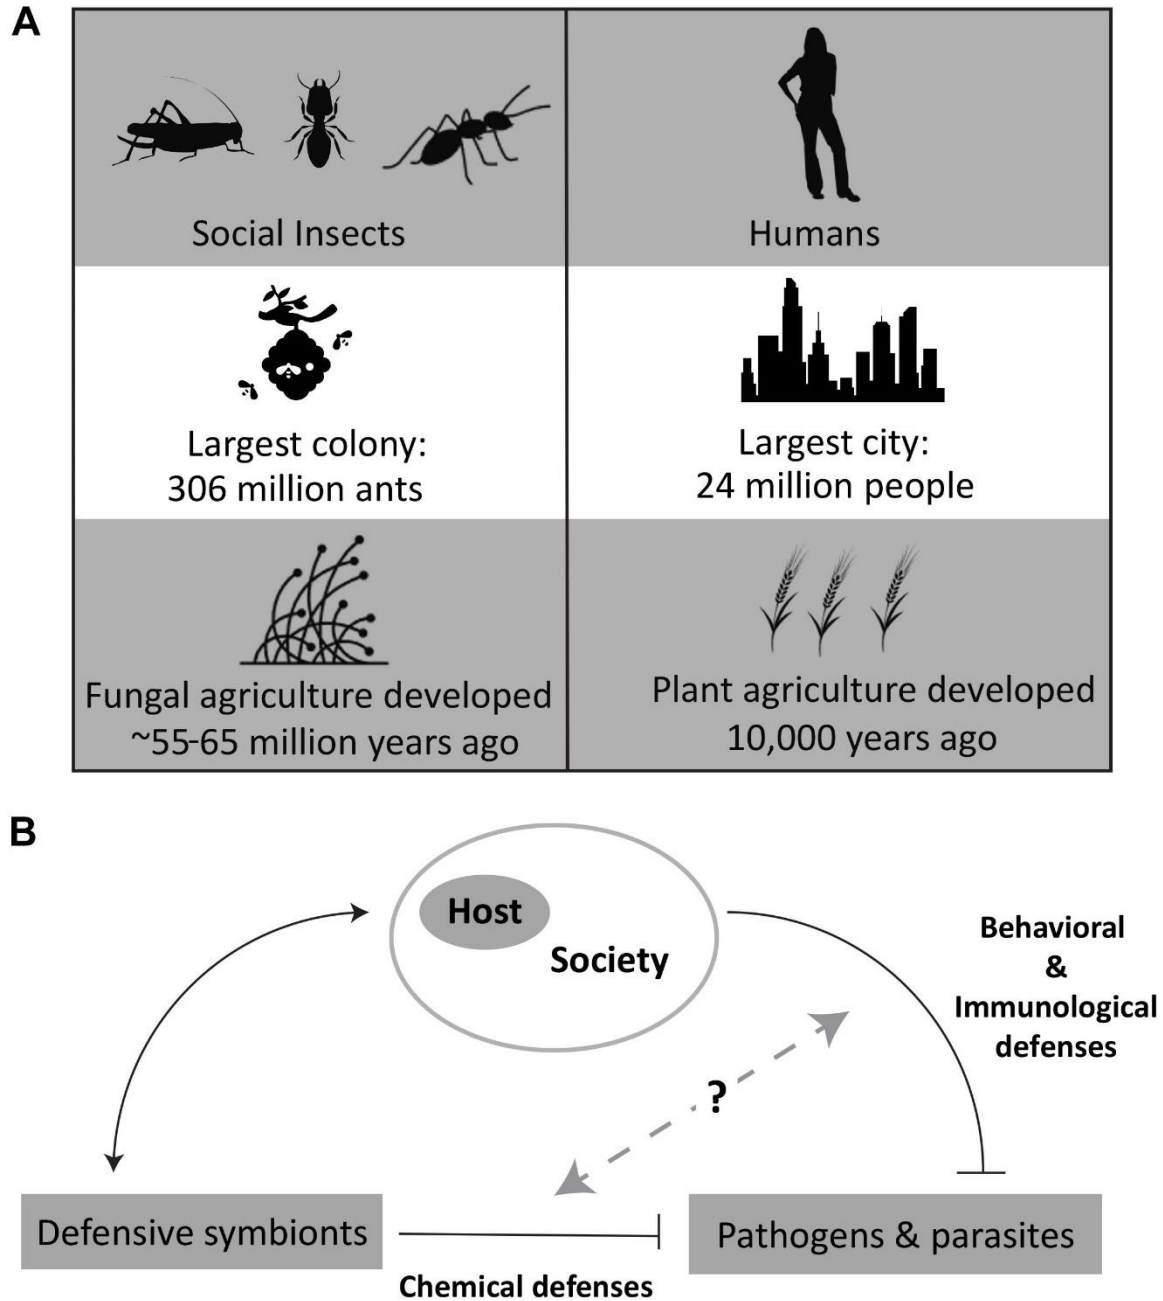 A
Social Insects
Humans
Largest colony:
306 million ants
Largest city:
24 million people
Fungal agriculture developed
~55-65 million years ago
Plant agriculture developed
10,000 years ago
B
Host
Society
Behavioral
&
Immunological
defenses
?
Defensive symbionts
Chemical defenses
Pathogens & parasites